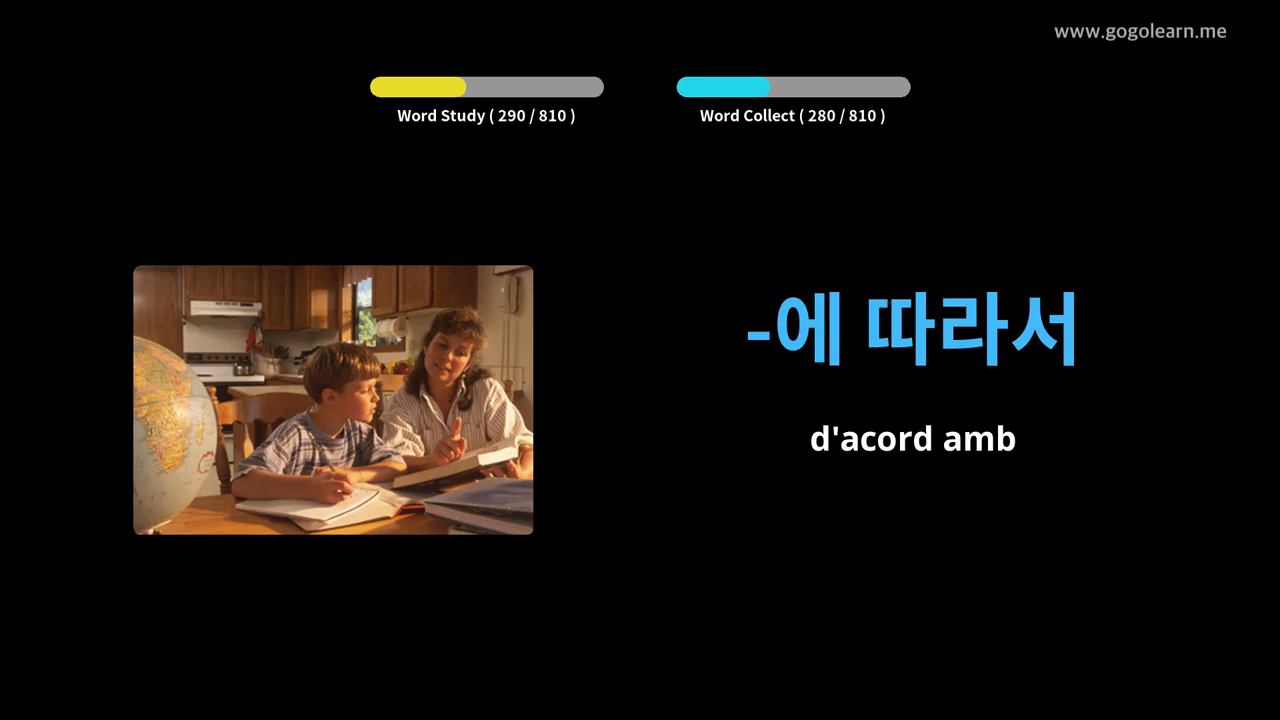 www.gogolearn.me
Word Study ( 290 / 810 )
Word Collect ( 280 / 810 )
-에 따라서
d'acord amb